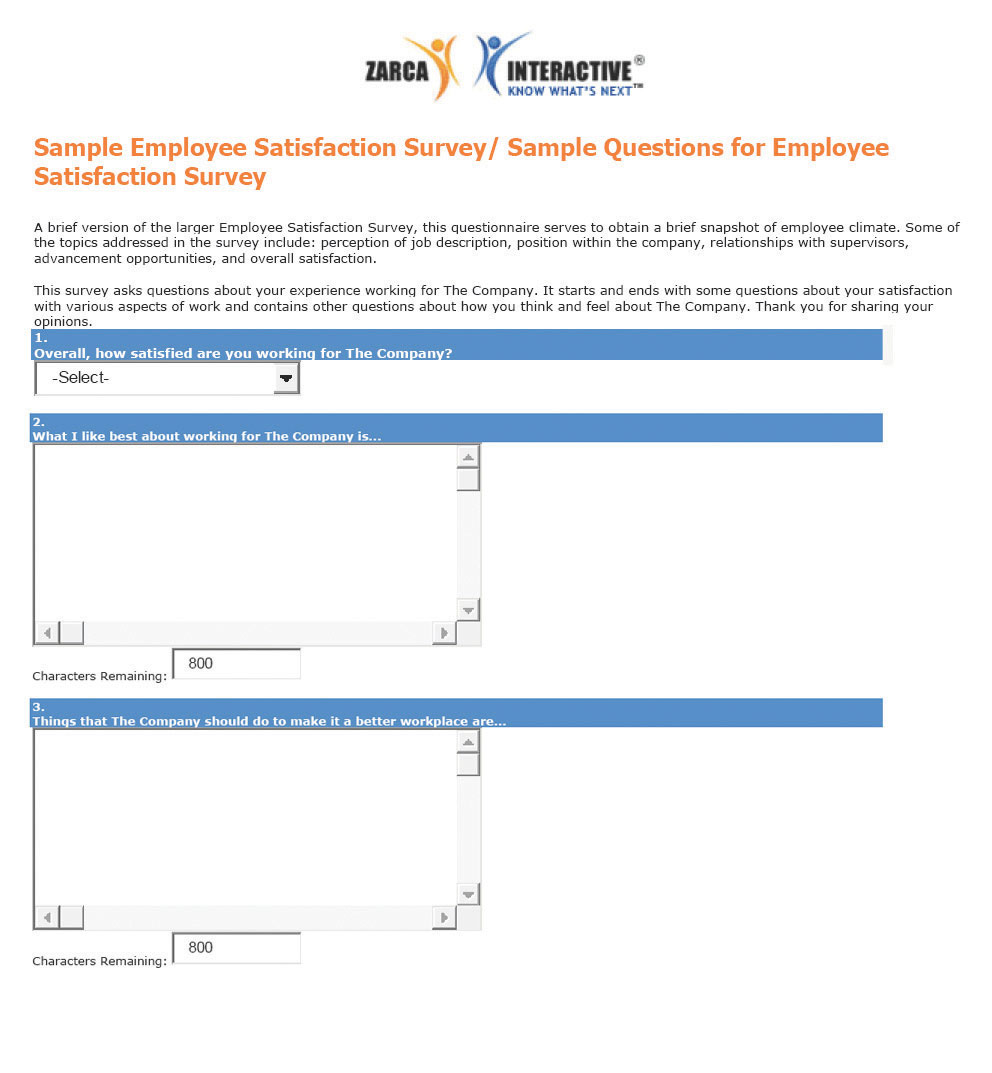 ZARCA INTERACTIVE®
KNOW WHAT'S NEXT™
Sample Employee Satisfaction Survey/ Sample Questions for Employee
Satisfaction Survey
A brief version of the larger Employee Satisfaction Survey, this questionnaire serves to obtain a brief snapshot of employee climate. Some of
the topics addressed in the survey include: perception of job description, position within the company, relationships with supervisors,
advancement opportunities, and overall satisfaction.
This survey asks questions about your experience working for The Company. It starts and ends with some questions about your satisfaction
with various aspects of work and contains other questions about how you think and feel about The Company. Thank you for sharing your
opinions.
1.
Overall, how satisfied are you working for The Company?
-Select-
2.
What I like best about working for The Company is...
Characters Remaining: 800
3.
Things that The Company should do to make it a better workplace are...
Characters Remaining: 800